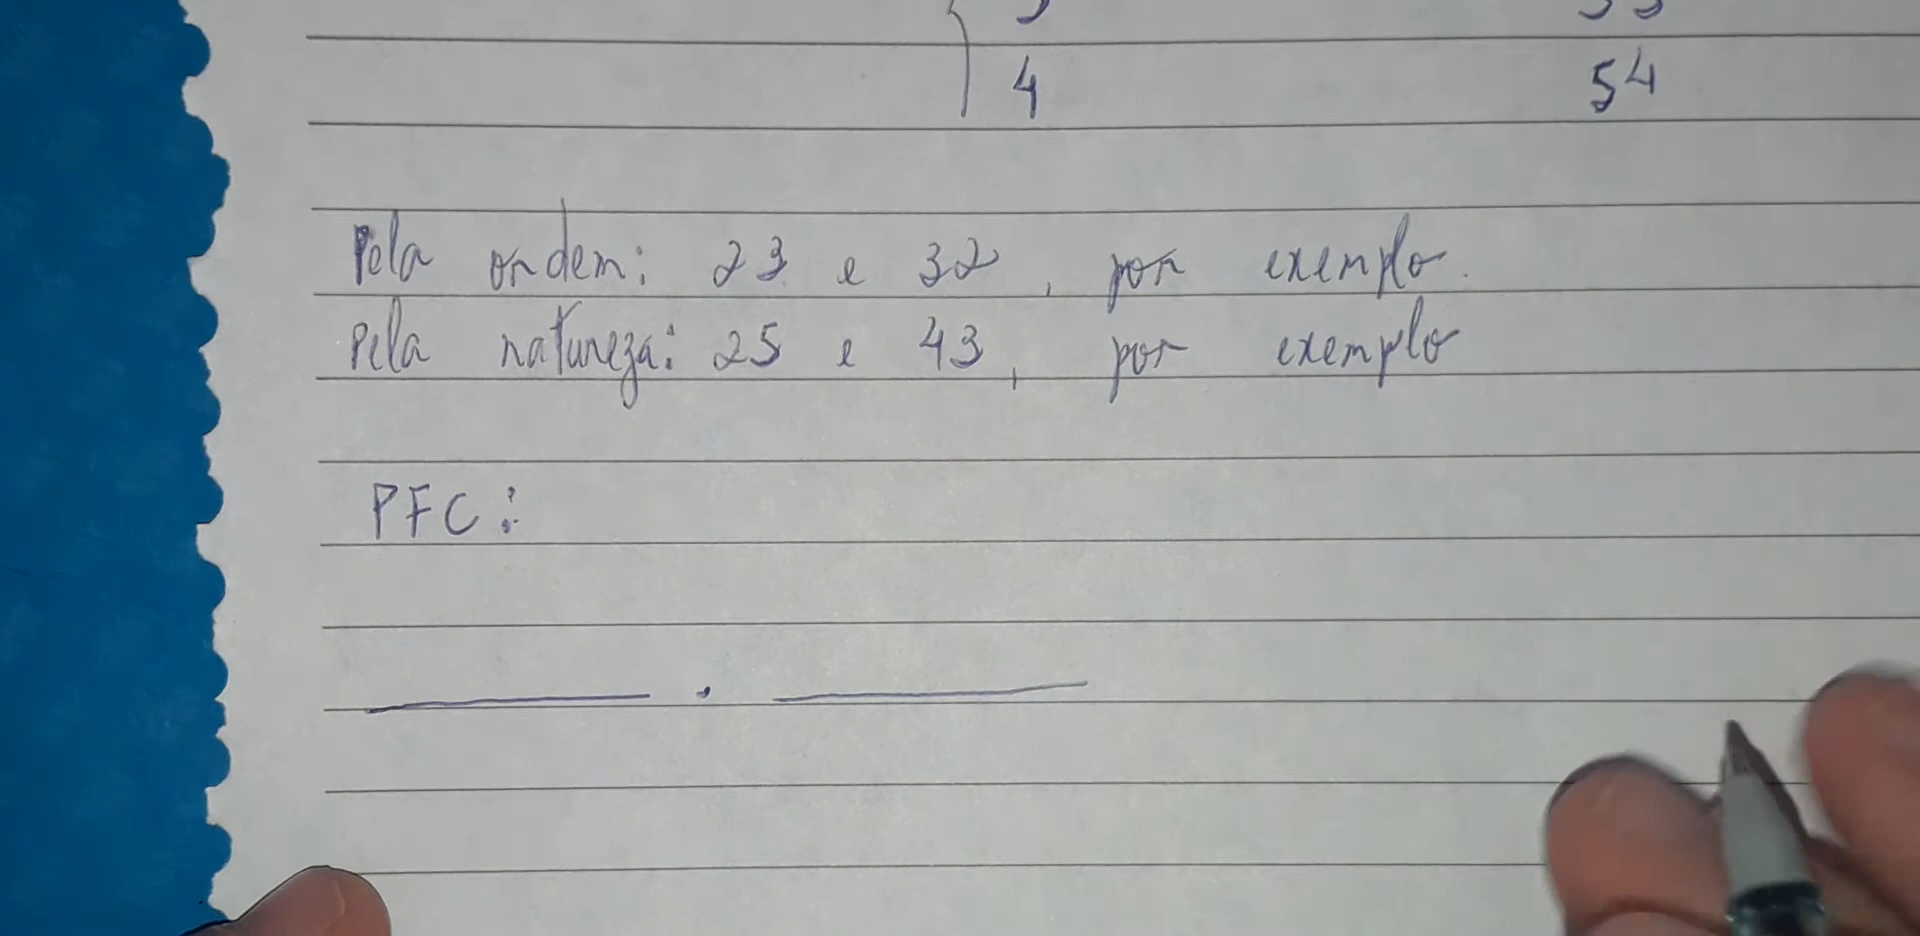 4 54
Pela ordem: 23 e 32, por exemplo.
Pela natureza: 25 e 43, por exemplo
PFC: